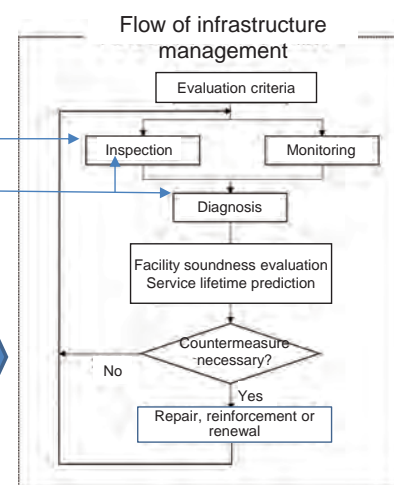 Flow of infrastructure
management
Evaluation criteria
Inspection
Monitoring
Diagnosis
Facility soundness evaluation
Service lifetime prediction
Countermeasure
necessary?
No
Yes
Repair, reinforcement or
renewal